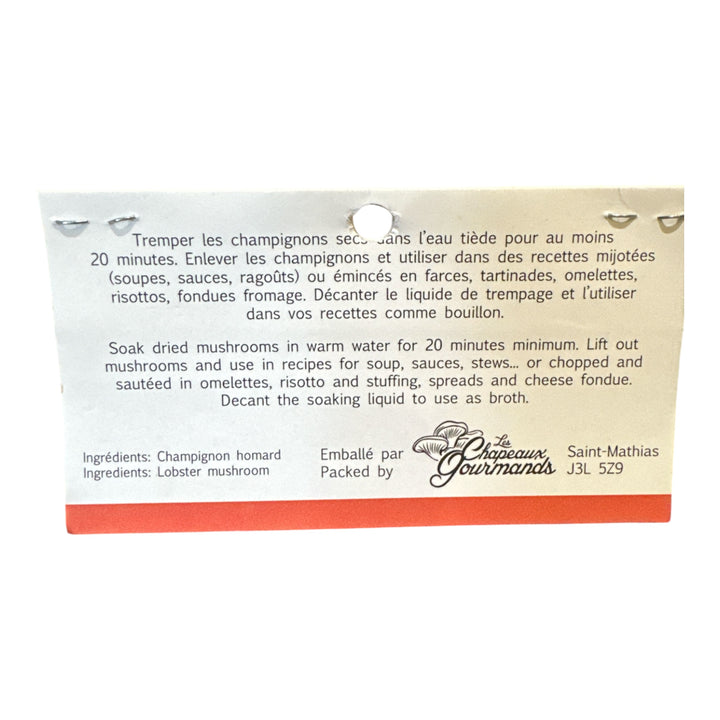 Tremper les champignons secs dans l'eau tiède pour au moins
20 minutes. Enlever les champignons et utiliser dans des recettes mijotées
(soupes, sauces, ragoûts) ou émincés en farces, tartinades, omelettes,
risottos, fondues fromage. Décanter le liquide de trempage et l'utiliser
dans vos recettes comme bouillon.
Soak dried mushrooms in warm water for 20 minutes minimum. Lift out
mushrooms and use in recipes for soup, sauces, stews... or chopped and
sautéed in omelettes, risotto and stuffing, spreads and cheese fondue.
Decant the soaking liquid to use as broth.
Ingrédients: Champignon homard
Ingredients: Lobster mushroom
Emballé par
Packed by
Les
Chapeaux
Gourmands
Saint-Mathias
J3L 5Z9